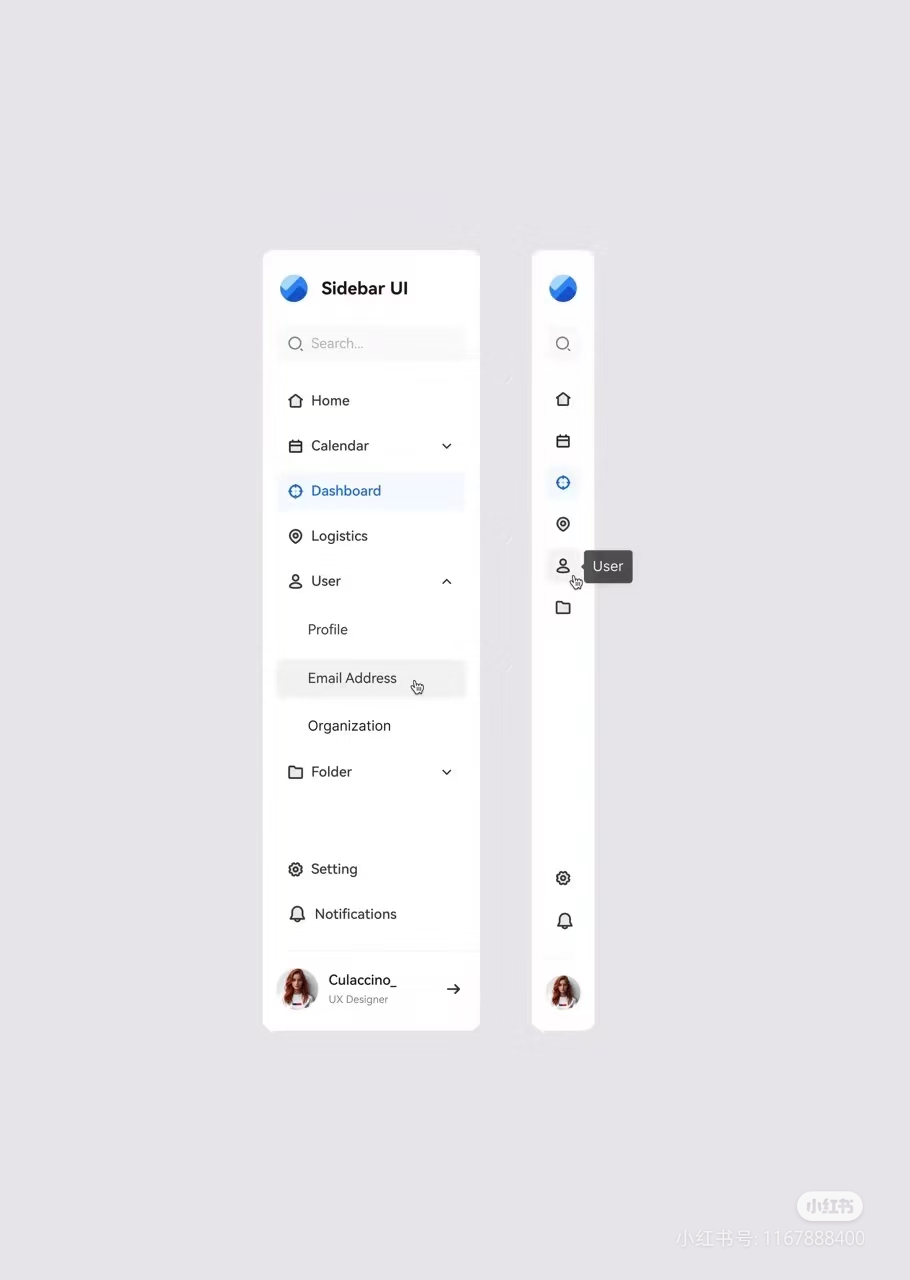 Sidebar UI
Search...
Home
Calendar
Dashboard
Logistics
User
Profile
Email Address
Organization
Folder
Setting
Notifications
Culaccino_
UX Designer
User
小红书
小红书号: 1167888400